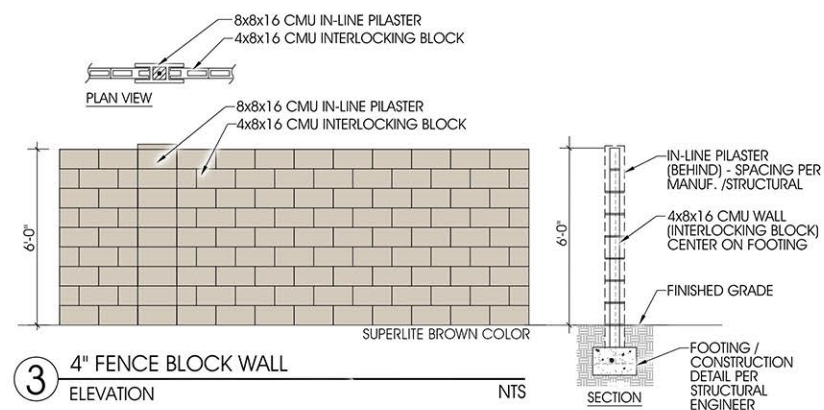 8x8x16 CMU IN-LINE PILASTER
4x8x16 CMU INTERLOCKING BLOCK
PLAN VIEW
8x8x16 CMU IN-LINE PILASTER
4x8x16 CMU INTERLOCKING BLOCK
6'-0"
SUPERLITE BROWN COLOR
6'-0"
IN-LINE PILASTER
(BEHIND) - SPACING PER
MANUF. /STRUCTURAL
4x8x16 CMU WALL
(INTERLOCKING BLOCK)
CENTER ON FOOTING
FINISHED GRADE
FOOTING /
CONSTRUCTION
DETAIL PER
STRUCTURAL
ENGINEER
SECTION
3
4" FENCE BLOCK WALL
ELEVATION
NTS